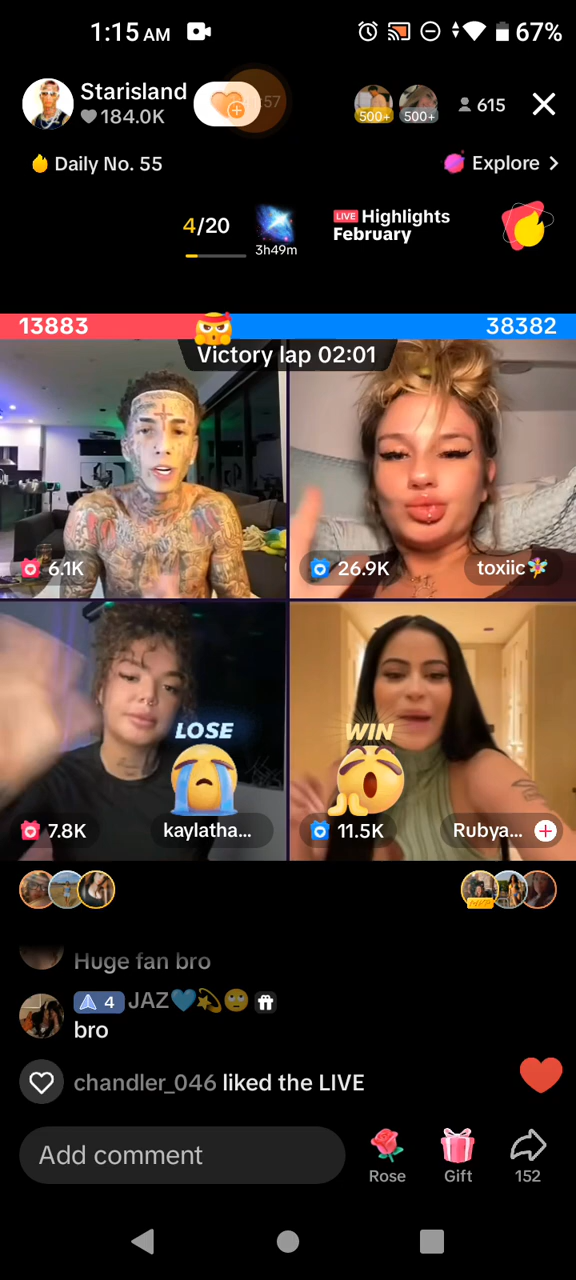 1:15 AM
67%
Starisland
184.0K
500+
500+
615
Daily No. 55
Explore >
4/20
3h49m
LIVE Highlights
February
13883
38382
Victory lap 02:01
6.1K
26.9K
toxiic
LOSE
WIN
7.8K
kaylatha...
11.5K
Rubya...
Huge fan bro
4 JAZ
bro
chandler_046 liked the LIVE
Add comment
Rose
Gift
152